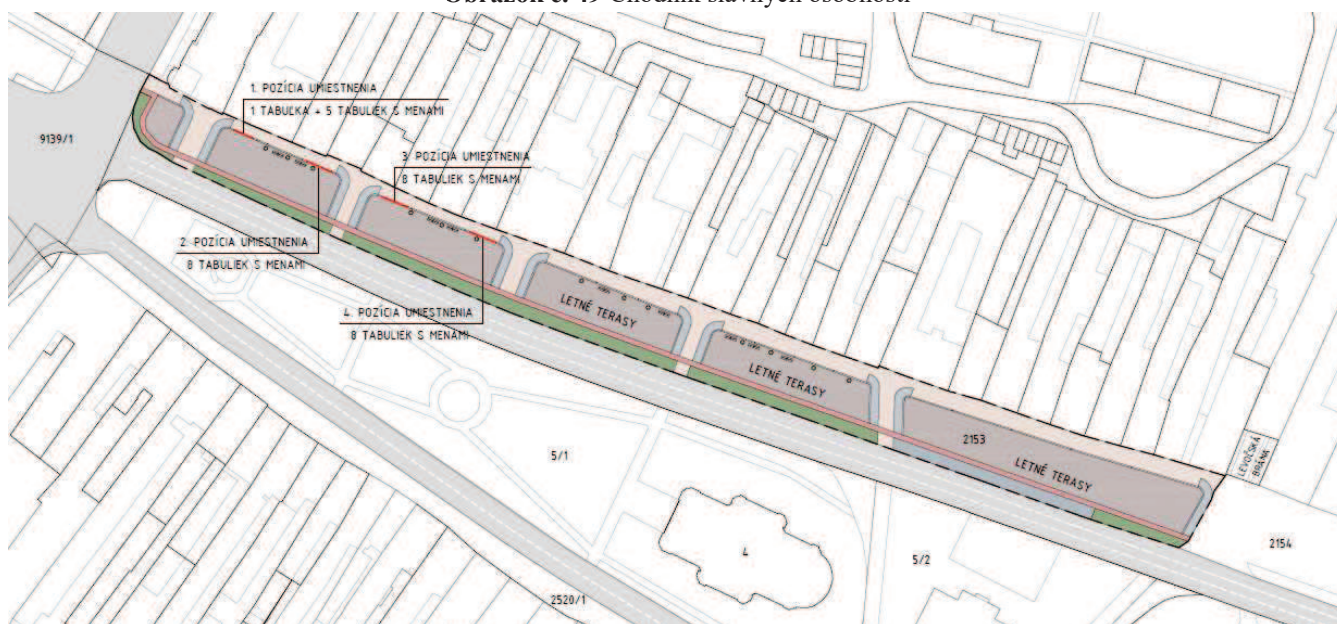 Obrázok č. 49 Chodník slávnych osobností
1. POZÍCIA UMIESTNENIA
1 TABUĽKA + 5 TABULIEK S MENAMI
9139/1
3. POZÍCIA UMIESTNENIA
8 TABULIEK S MENAMI
2. POZÍCIA UMIESTNENIA
8 TABULIEK S MENAMI
4. POZÍCIA UMIESTNENIA
8 TABULIEK S MENAMI
LETNÉ TERASY
LETNÉ TERASY
2153
LETNÉ TERASY
LEVOČSKÁ
BRÁNA
5/1
4
5/2
2154
2520/1